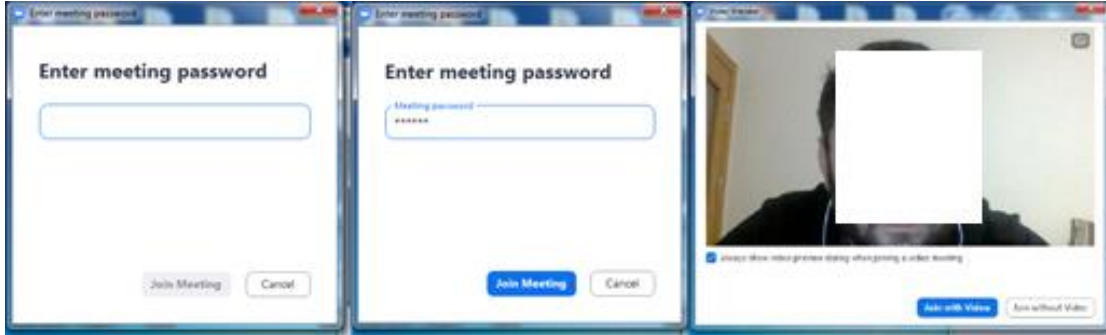 Enter meeting password
Enter meeting password
Join Meeting
Cancel
Enter meeting password
Enter meeting password
Meeting password
******
Join Meeting
Cancel
Video Preview
Always show video preview dialog when joining a video meeting
Join with Video
Join without Video